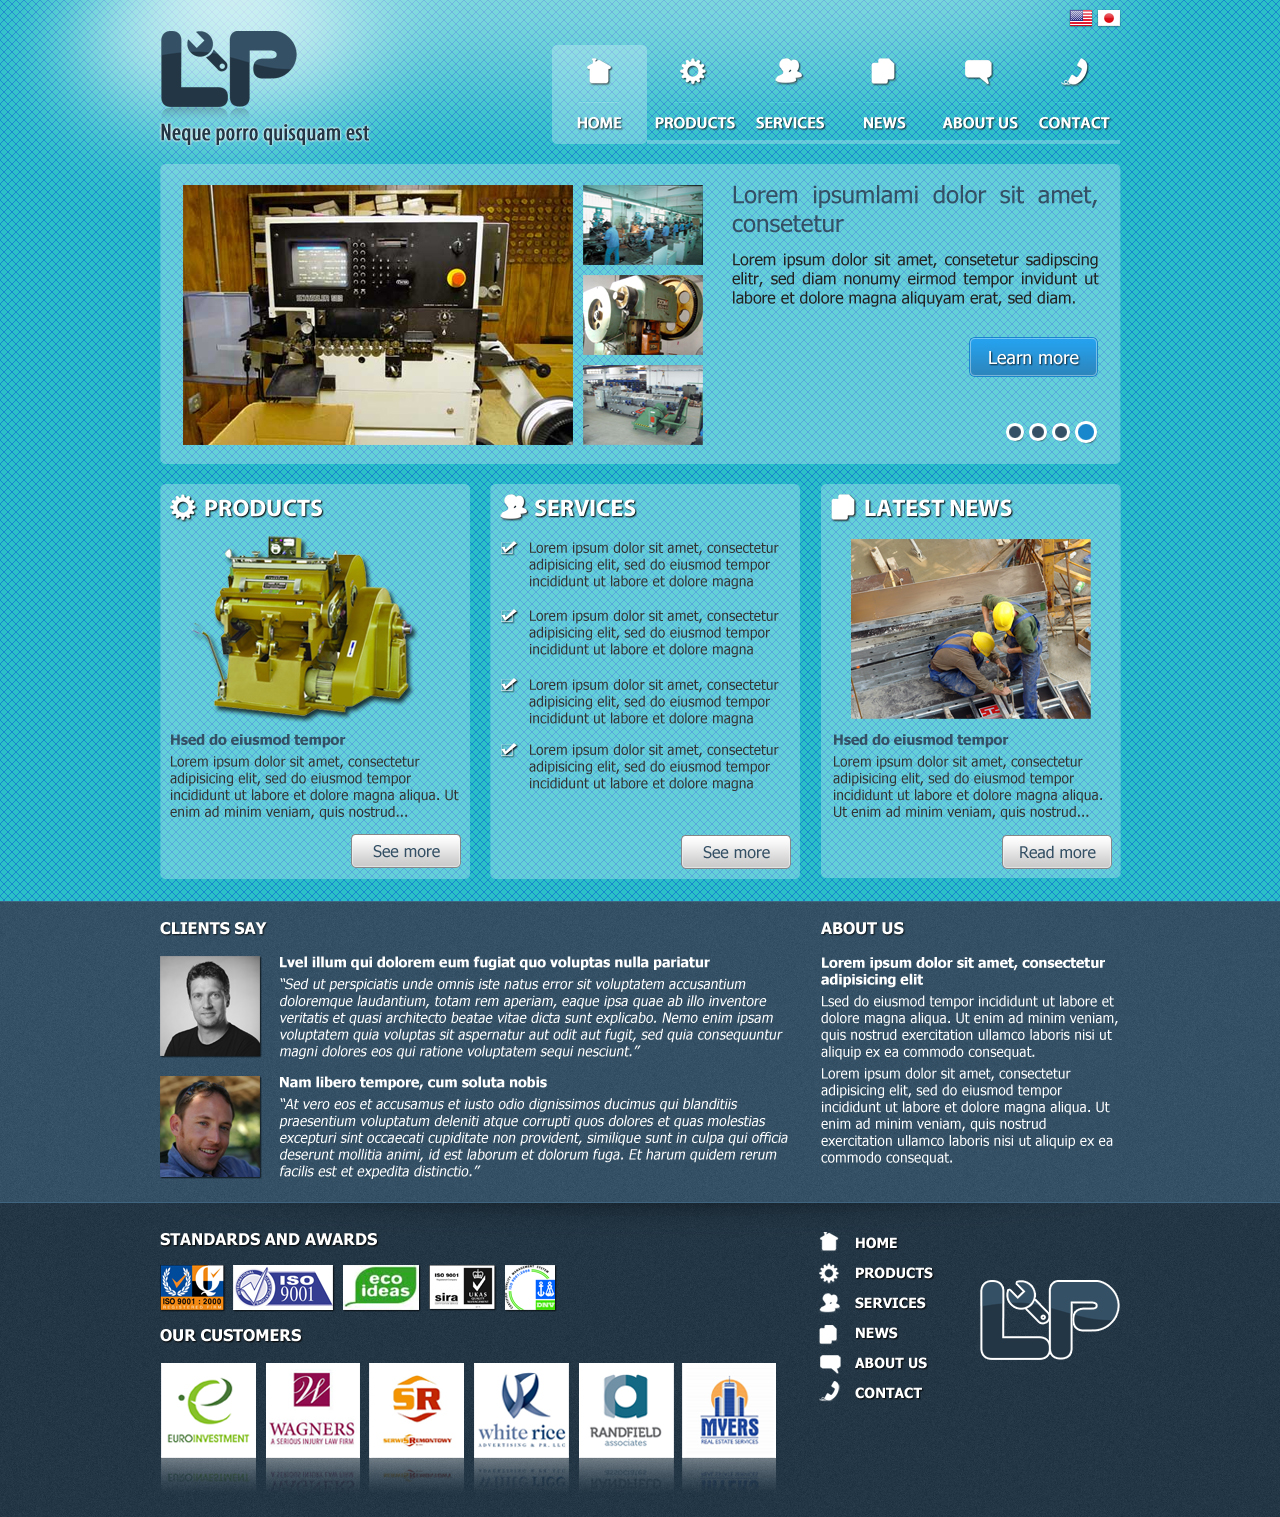 LP
Neque porro quisquam est
HOME
PRODUCTS
SERVICES
NEWS
ABOUT US
CONTACT
Lorem ipsumlami dolor sit amet,
consetetur
Lorem ipsum dolor sit amet, consetetur sadipscing
elitr, sed diam nonumy eirmod tempor invidunt ut
labore et dolore magna aliquyam erat, sed diam.
Learn more
PRODUCTS
Hsed do eiusmod tempor
Lorem ipsum dolor sit amet, consectetur
adipisicing elit, sed do eiusmod tempor
incididunt ut labore et dolore magna aliqua. Ut
enim ad minim veniam, quis nostrud...
See more
SERVICES
Lorem ipsum dolor sit amet, consectetur
adipisicing elit, sed do eiusmod tempor
incididunt ut labore et dolore magna
Lorem ipsum dolor sit amet, consectetur
adipisicing elit, sed do eiusmod tempor
incididunt ut labore et dolore magna
Lorem ipsum dolor sit amet, consectetur
adipisicing elit, sed do eiusmod tempor
incididunt ut labore et dolore magna
Lorem ipsum dolor sit amet, consectetur
adipisicing elit, sed do eiusmod tempor
incididunt ut labore et dolore magna
See more
LATEST NEWS
Hsed do eiusmod tempor
Lorem ipsum dolor sit amet, consectetur
adipisicing elit, sed do eiusmod tempor
incididunt ut labore et dolore magna aliqua.
Ut enim ad minim veniam, quis nostrud...
Read more
CLIENTS SAY
Lvel illum qui dolorem eum fugiat quo voluptas nulla pariatur
“Sed ut perspiciatis unde omnis iste natus error sit voluptatem accusantium
doloremque laudantium, totam rem aperiam, eaque ipsa quae ab illo inventore
veritatis et quasi architecto beatae vitae dicta sunt explicabo. Nemo enim ipsam
voluptatem quia voluptas sit aspernatur aut odit aut fugit, sed quia consequuntur
magni dolores eos qui ratione voluptatem sequi nesciunt.”
Nam libero tempore, cum soluta nobis
“At vero eos et accusamus et iusto odio dignissimos ducimus qui blanditiis
praesentium voluptatum deleniti atque corrupti quos dolores et quas molestias
excepturi sint occaecati cupiditate non provident, similique sunt in culpa qui officia
deserunt mollitia animi, id est laborum et dolorum fuga. Et harum quidem rerum
facilis est et expedita distinctio.”
ABOUT US
Lorem ipsum dolor sit amet, consectetur
adipisicing elit
Lsed do eiusmod tempor incididunt ut labore et
dolore magna aliqua. Ut enim ad minim veniam,
quis nostrud exercitation ullamco laboris nisi ut
aliquip ex ea commodo consequat.
Lorem ipsum dolor sit amet, consectetur
adipisicing elit, sed do eiusmod tempor
incididunt ut labore et dolore magna aliqua. Ut
enim ad minim veniam, quis nostrud
exercitation ullamco laboris nisi ut aliquip ex ea
commodo consequat.
STANDARDS AND AWARDS
ISO 9001 : 2000
ISO
9001
eco
ideas
ISO 9001
sira
UKAS
DNV
OUR CUSTOMERS
EUROINVESTMENT
W
WAGNERS
A SERIOUS INJURY LAW FIRM
SR
SERWISREMONTOWY
white rice
ADVERTISING & PR, LLC
RANDFIELD
associates
MYERS
REAL ESTATE SERVICES
HOME
PRODUCTS
SERVICES
NEWS
ABOUT US
CONTACT
LP